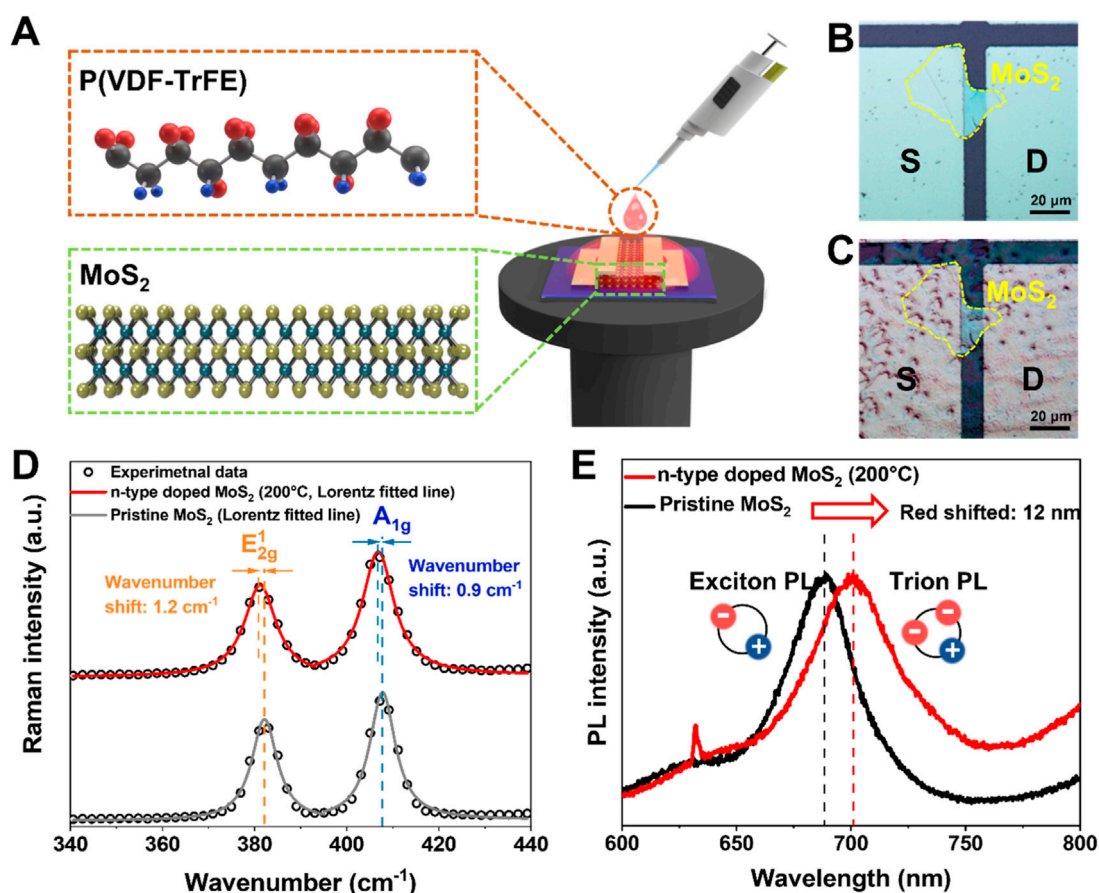 A
P(VDF-TrFE)
MoS₂
B
MoS₂
S
D
20 μm
C
MoS₂
S
D
20 μm
D
Experimetnal data
n-type doped MoS₂ (200°C, Lorentz fitted line)
Pristine MoS₂ (Lorentz fitted line)
A₁g
E¹₂g
Wavenumber
shift: 1.2 cm⁻¹
Wavenumber
shift: 0.9 cm⁻¹
Raman intensity (a.u.)
340 360 380 400 420 440
Wavenumber (cm⁻¹)
E
n-type doped MoS₂ (200°C)
Pristine MoS₂
Red shifted: 12 nm
Exciton PL
Trion PL
− +
− − +
PL intensity (a.u.)
600 650 700 750 800
Wavelength (nm)